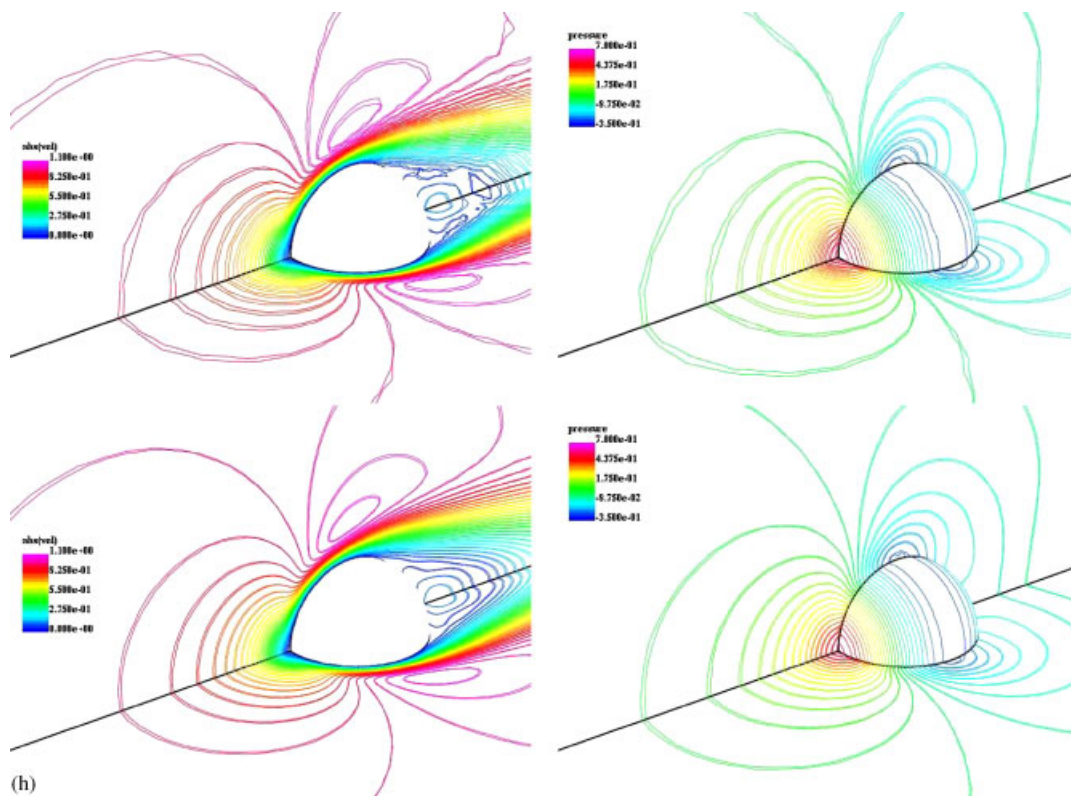 abs(vel)
1.100e+00
8.250e-01
5.500e-01
2.750e-01
0.000e+00
pressure
7.000e-01
4.375e-01
1.750e-01
-8.750e-02
-3.500e-01
abs(vel)
1.100e+00
8.250e-01
5.500e-01
2.750e-01
0.000e+00
pressure
7.000e-01
4.375e-01
1.750e-01
-8.750e-02
-3.500e-01
(h)